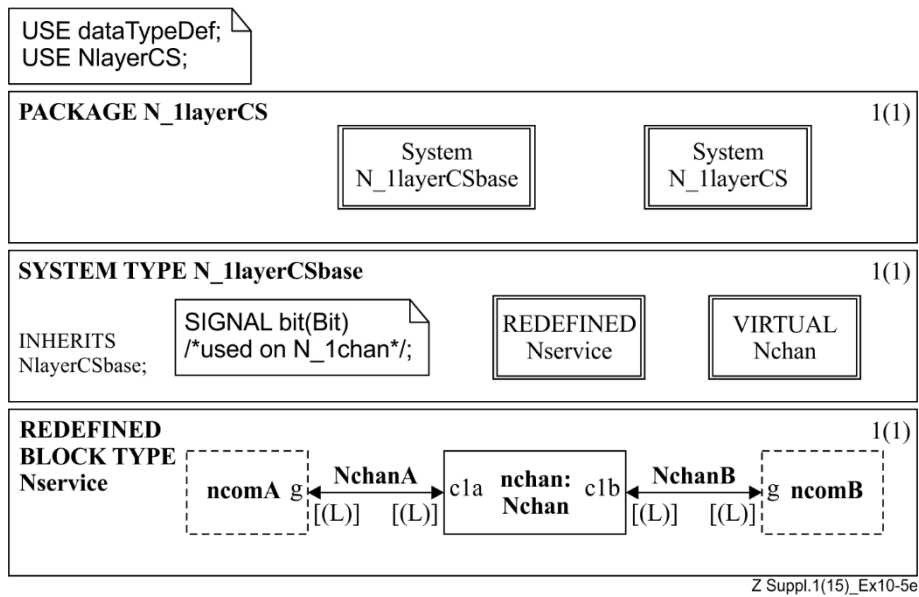 USE dataTypeDef;
USE NlayerCS;
PACKAGE N_1layerCS
1(1)
System
N_1layerCSbase
System
N_1layerCS
SYSTEM TYPE N_1layerCSbase
1(1)
INHERITS
NlayerCSbase;
SIGNAL bit(Bit)
/*used on N_1chan*/;
REDEFINED
Nservice
VIRTUAL
Nchan
REDEFINED
BLOCK TYPE
Nservice
1(1)
ncomA g
NchanA
[(L)] [(L)]
c1a nchan: c1b
Nchan
NchanB
[(L)] [(L)]
g ncomB
Z Suppl.1(15)_Ex10-5e